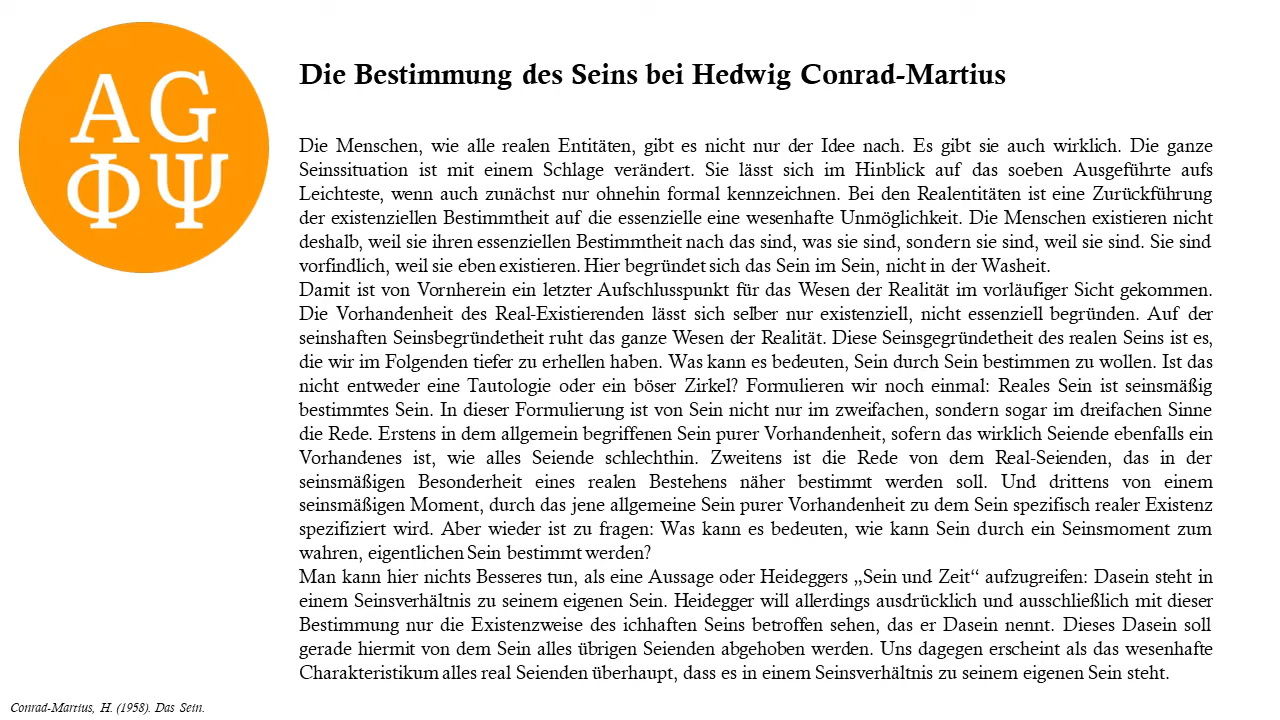 AG
ΦΨ
Die Bestimmung des Seins bei Hedwig Conrad-Martius
Die Menschen, wie alle realen Entitäten, gibt es nicht nur der Idee nach. Es gibt sie auch wirklich. Die ganze
Seinssituation ist mit einem Schlage verändert. Sie lässt sich im Hinblick auf das soeben Ausgeführte aufs
Leichteste, wenn auch zunächst nur ohnehin formal kennzeichnen. Bei den Realentitäten ist eine Zurückführung
der existenziellen Bestimmtheit auf die essenzielle eine wesenhafte Unmöglichkeit. Die Menschen existieren nicht
deshalb, weil sie ihren essenziellen Bestimmtheit nach das sind, was sie sind, sondern sie sind, weil sie sind. Sie sind
vorfindlich, weil sie eben existieren. Hier begründet sich das Sein im Sein, nicht in der Washeit.
Damit ist von Vornherein ein letzter Aufschlusspunkt für das Wesen der Realität im vorläufiger Sicht gekommen.
Die Vorhandenheit des Real-Existierenden lässt sich selber nur existenziell, nicht essenziell begründen. Auf der
seinshaften Seinsbegründetheit ruht das ganze Wesen der Realität. Diese Seinsgegründetheit des realen Seins ist es,
die wir im Folgenden tiefer zu erhellen haben. Was kann es bedeuten, Sein durch Sein bestimmen zu wollen. Ist das
nicht entweder eine Tautologie oder ein böser Zirkel? Formulieren wir noch einmal: Reales Sein ist seinsmäßig
bestimmtes Sein. In dieser Formulierung ist von Sein nicht nur im zweifachen, sondern sogar im dreifachen Sinne
die Rede. Erstens in dem allgemein begriffenen Sein purer Vorhandenheit, sofern das wirklich Seiende ebenfalls ein
Vorhandenes ist, wie alles Seiende schlechthin. Zweitens ist die Rede von dem Real-Seienden, das in der
seinsmäßigen Besonderheit eines realen Bestehens näher bestimmt werden soll. Und drittens von einem
seinsmäßigen Moment, durch das jene allgemeine Sein purer Vorhandenheit zu dem Sein spezifisch realer Existenz
spezifiziert wird. Aber wieder ist zu fragen: Was kann es bedeuten, wie kann Sein durch ein Seinsmoment zum
wahren, eigentlichen Sein bestimmt werden?
Man kann hier nichts Besseres tun, als eine Aussage oder Heideggers „Sein und Zeit“ aufzugreifen: Dasein steht in
einem Seinsverhältnis zu seinem eigenen Sein. Heidegger will allerdings ausdrücklich und ausschließlich mit dieser
Bestimmung nur die Existenzweise des ichhaften Seins betroffen sehen, das er Dasein nennt. Dieses Dasein soll
gerade hiermit von dem Sein alles übrigen Seienden abgehoben werden. Uns dagegen erscheint als das wesenhafte
Charakteristikum alles real Seienden überhaupt, dass es in einem Seinsverhältnis zu seinem eigenen Sein steht.
Conrad-Martius, H. (1958). Das Sein.